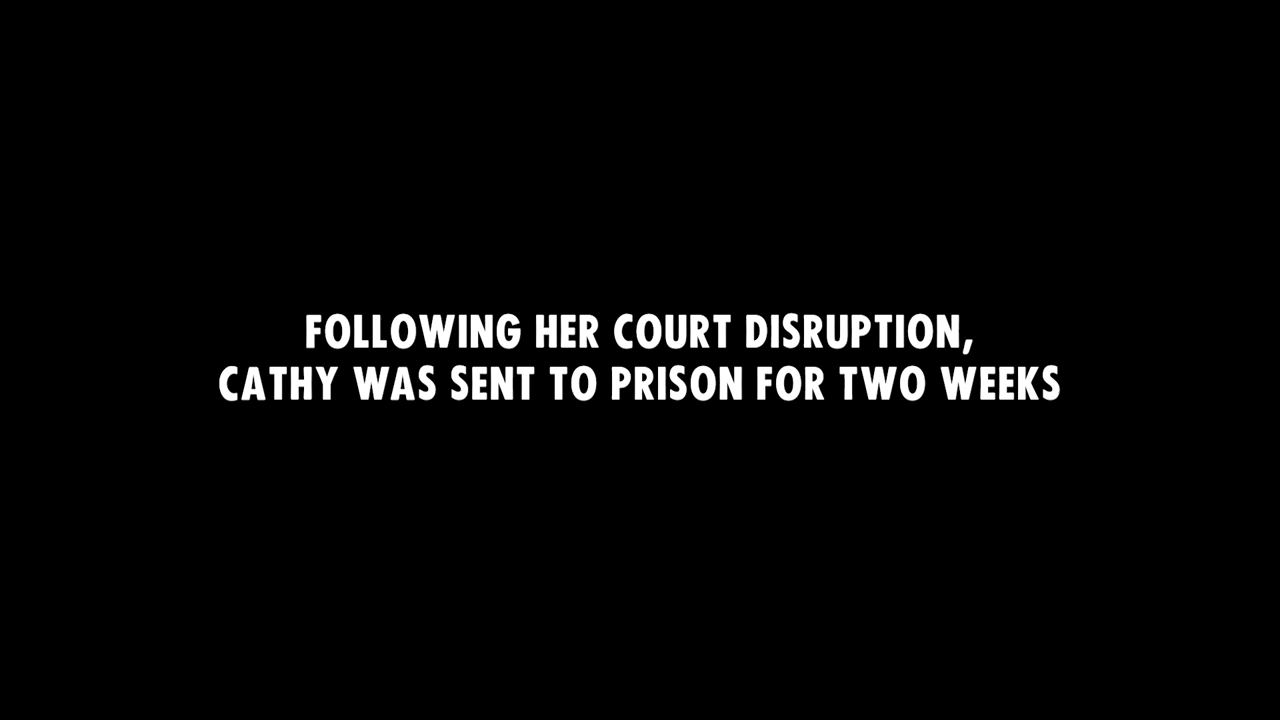 FOLLOWING HER COURT DISRUPTION,
CATHY WAS SENT TO PRISON FOR TWO WEEKS